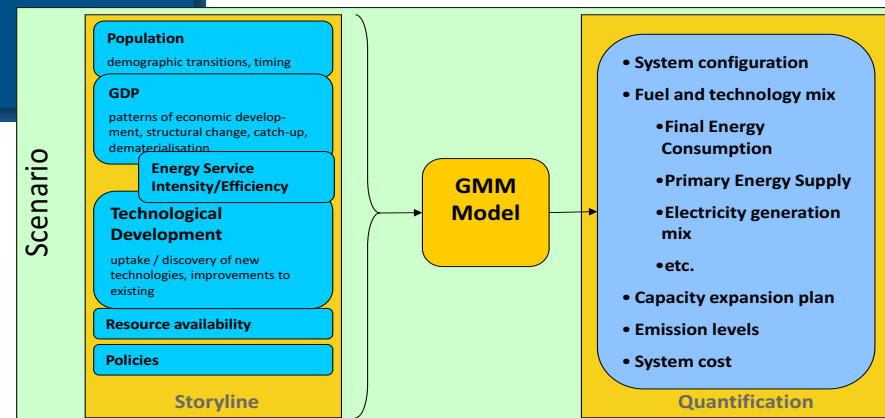 Scenario
Population
demographic transitions, timing
GDP
patterns of economic develop-
ment, structural change, catch-up,
dematerialisation
Energy Service
Intensity/Efficiency
Technological
Development
uptake / discovery of new
technologies, improvements to
existing
Resource availability
Policies
Storyline
GMM
Model
• System configuration
• Fuel and technology mix
•Final Energy
Consumption
•Primary Energy Supply
•Electricity generation
mix
•etc.
• Capacity expansion plan
• Emission levels
• System cost
Quantification